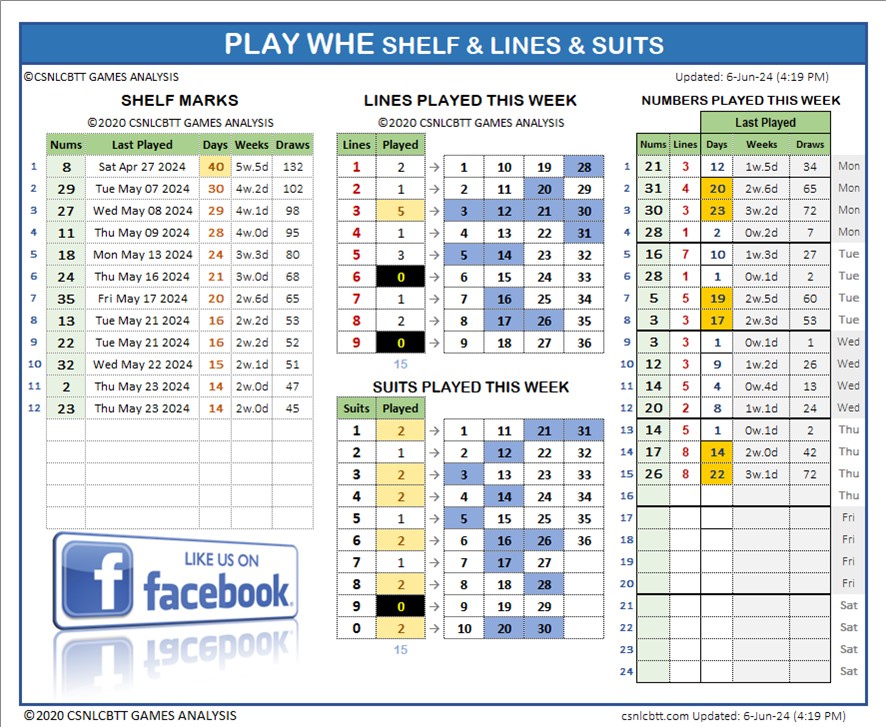 PLAY WHE SHELF & LINES & SUITS
©CSNLCBTT GAMES ANALYSIS
Updated: 6-Jun-24 (4:19 PM)
SHELF MARKS
©2020 CSNLCBTT GAMES ANALYSIS
Nums Last Played Days Weeks Draws
1 8 Sat Apr 27 2024 40 5w.5d 132
2 29 Tue May 07 2024 30 4w.2d 102
3 27 Wed May 08 2024 29 4w.1d 98
4 11 Thu May 09 2024 28 4w.0d 95
5 18 Mon May 13 2024 24 3w.3d 80
6 24 Thu May 16 2024 21 3w.0d 68
7 35 Fri May 17 2024 20 2w.6d 65
8 13 Tue May 21 2024 16 2w.2d 53
9 22 Tue May 21 2024 16 2w.2d 52
10 32 Wed May 22 2024 15 2w.1d 51
11 2 Thu May 23 2024 14 2w.0d 47
12 23 Thu May 23 2024 14 2w.0d 45
LIKE US ON
facebook
LINES PLAYED THIS WEEK
©2020 CSNLCBTT GAMES ANALYSIS
Lines Played
1 2 → 1 10 19 28
2 1 → 2 11 20 29
3 5 → 3 12 21 30
4 1 → 4 13 22 31
5 3 → 5 14 23 32
6 0 → 6 15 24 33
7 1 → 7 16 25 34
8 2 → 8 17 26 35
9 0 → 9 18 27 36
15
SUITS PLAYED THIS WEEK
Suits Played
1 2 → 1 11 21 31
2 1 → 2 12 22 32
3 2 → 3 13 23 33
4 2 → 4 14 24 34
5 1 → 5 15 25 35
6 2 → 6 16 26 36
7 1 → 7 17 27
8 2 → 8 18 28
9 0 → 9 19 29
0 2 → 10 20 30
15
NUMBERS PLAYED THIS WEEK
Last Played
Nums Lines Days Weeks Draws
1 21 3 12 1w.5d 34 Mon
2 31 4 20 2w.6d 65 Mon
3 30 3 23 3w.2d 72 Mon
4 28 1 2 0w.2d 7 Mon
5 16 7 10 1w.3d 27 Tue
6 28 1 1 0w.1d 2 Tue
7 5 5 19 2w.5d 60 Tue
8 3 3 17 2w.3d 53 Tue
9 3 3 1 0w.1d 1 Wed
10 12 3 9 1w.2d 26 Wed
11 14 5 4 0w.4d 13 Wed
12 20 2 8 1w.1d 24 Wed
13 14 5 1 0w.1d 2 Thu
14 17 8 14 2w.0d 42 Thu
15 26 8 22 3w.1d 72 Thu
16 Thu
17 Fri
18 Fri
19 Fri
20 Fri
21 Sat
22 Sat
23 Sat
24 Sat
©2020 CSNLCBTT GAMES ANALYSIS
csnlcbtt.com Updated: 6-Jun-24 (4:19 PM)